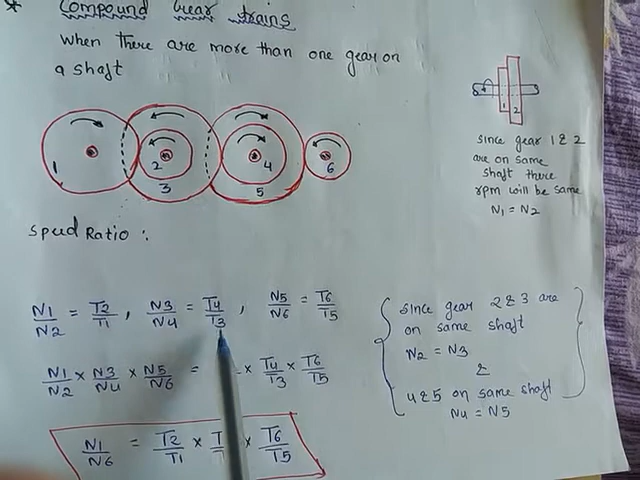 * Compound Gear trains
when there are more than one gear on
a shaft
1 2 3 4 5 6
1 2
since gear 1 & 2
are on same
shaft there
rpm will be same
N1 = N2
Speed Ratio :
N1/N2 = T2/T1 , N3/N4 = T4/T3 , N5/N6 = T6/T5
N1/N2 × N3/N4 × N5/N6 = × T4/T3 × T6/T5
N1/N6 = T2/T1 × T × T6/T5
since gear 2 & 3 are
on same shaft
N2 = N3
&
4 & 5 on same shaft
N4 = N5